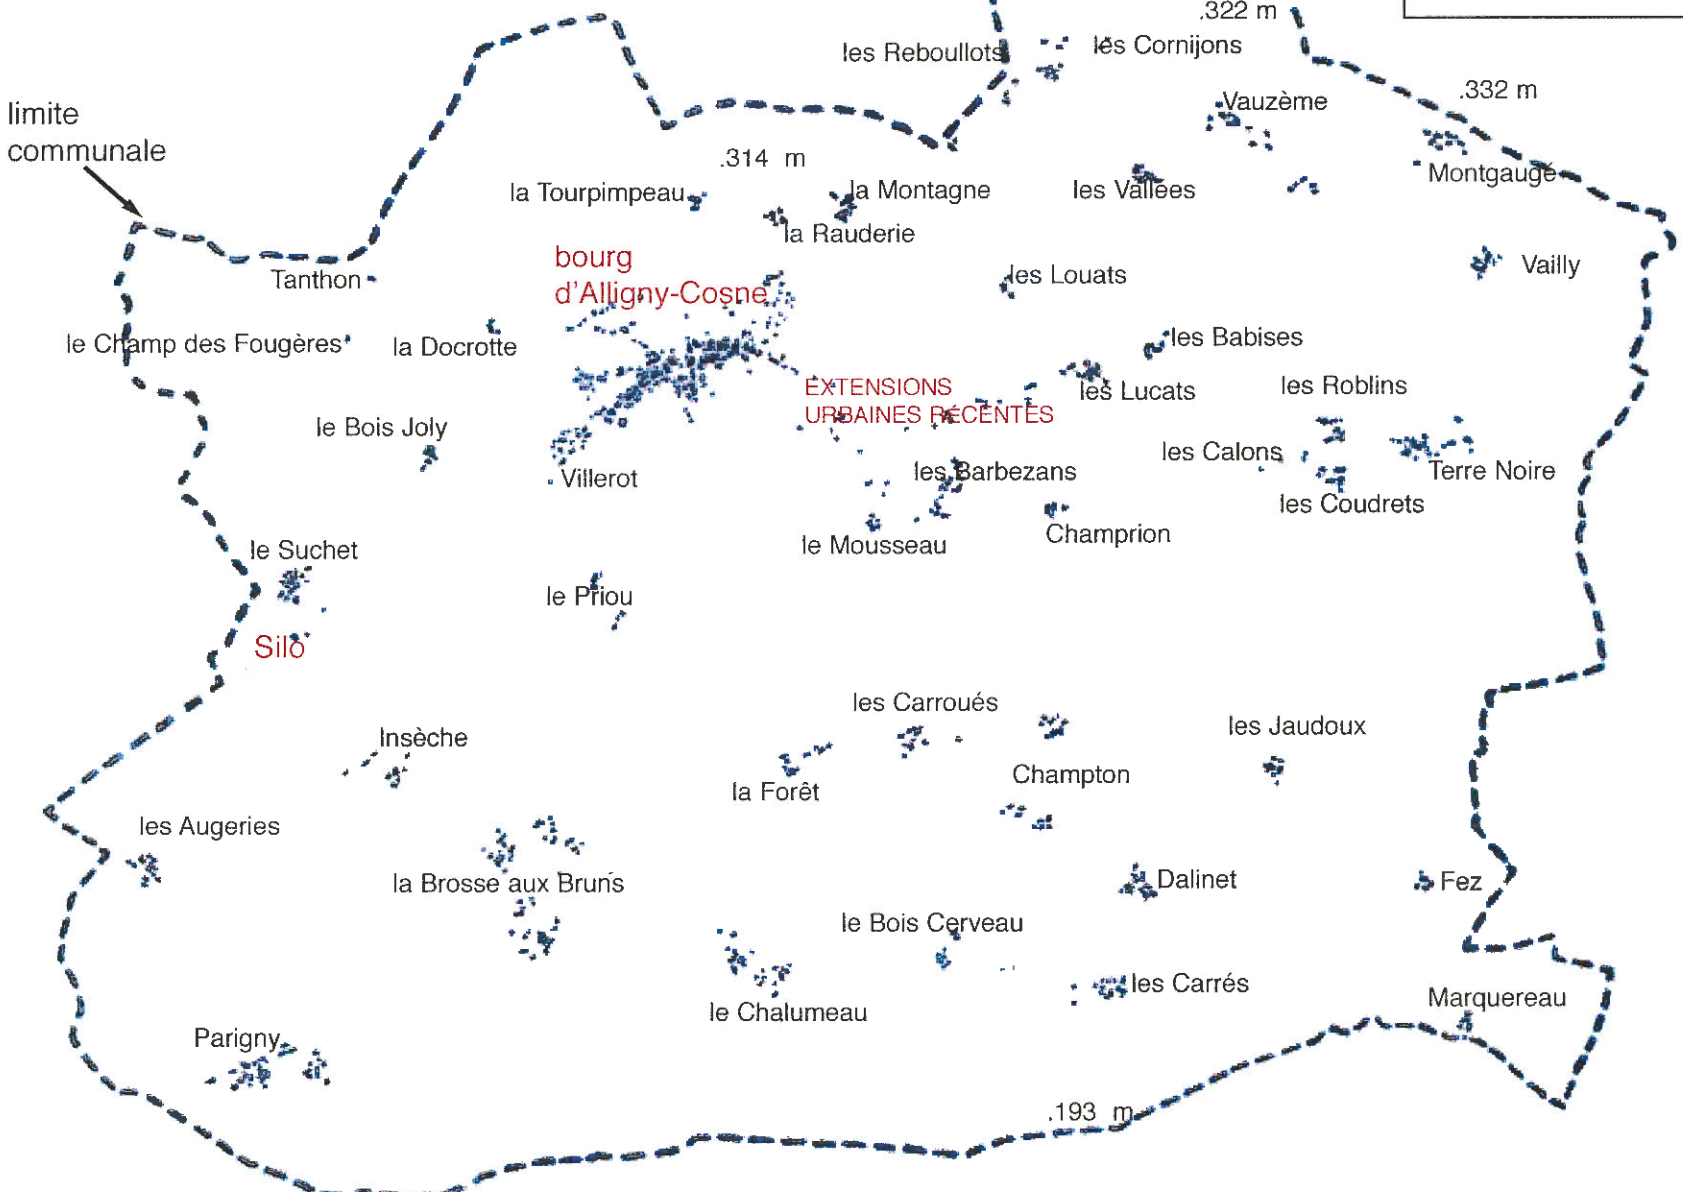 .322 m
les Reboullots
les Cornijons
.332 m
Vauzème
limite
communale
.314 m
Montgaugé
la Tourpimpeau
la Montagne
les Vallées
la Rauderie
bourg
d'Alligny-Cosne
Tanthon
les Louats
Vailly
le Champ des Fougères
la Docrotte
les Babises
EXTENSIONS
URBAINES RÉCENTES
les Lucats
les Roblins
le Bois Joly
les Calons
Villerot
les Barbezans
Terre Noire
les Coudrets
le Mousseau
Champrion
le Suchet
le Priou
Silo
les Carroués
les Jaudoux
Insèche
Champton
la Forêt
les Augeries
la Brosse aux Bruns
Dalinet
Fez
le Bois Cerveau
les Carrés
Marquereau
le Chalumeau
Parigny
.193 m